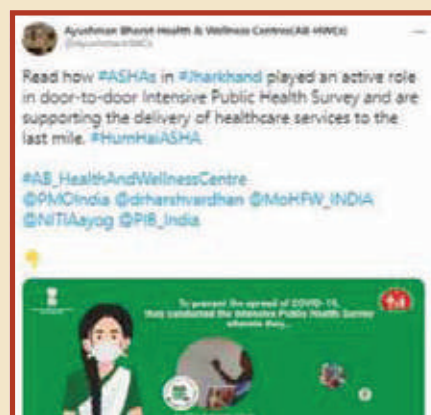 Ayushman Bharat Health & Wellness Centres(AB-HWCs)
Read how #ASHAs in #Jharkhand played an active role
in door-to-door Intensive Public Health Survey and are
supporting the delivery of healthcare services to the
last mile. #HumHaiASHA
#AB_HealthAndWellnessCentre
@PMOIndia @drharshvardhan @MoHFW_INDIA
@NITIAayog @PIB_India
To prevent the spread of COVID-19,
they conducted the Intensive Public Health Survey
wherein they...